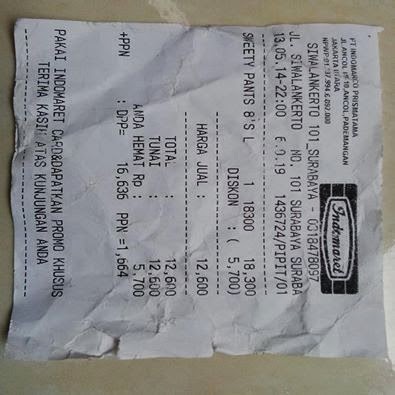 PT INDOMARCO PRISMATAMA
JL.ANCOL I/9-10,ANCOL,PADEMANGAN
JAKARTA UTARA
NPWP:01.337.994.6-092.000
Indomaret
SIWALANKERTO 101_SURABAYA - 0318478097
JL. SIWALANKERTO NO. 101 SURABAYA SURABA
13.05.14-22:00 6.0.19 1436724/PIPIT/01
SWEETY PANTS 8'S L 1 18300 18,300
DISKON : ( 5,700)
HARGA JUAL : 12,600
TOTAL : 12,600
TUNAI : 12,600
ANDA HEMAT Rp : 5,700
+PPN : DPP= 16,636 PPN =1,664
PAKAI INDOMARET CARD&DAPATKAN PROMO KHUSUS
TERIMA KASIH ATAS KUNJUNGAN ANDA